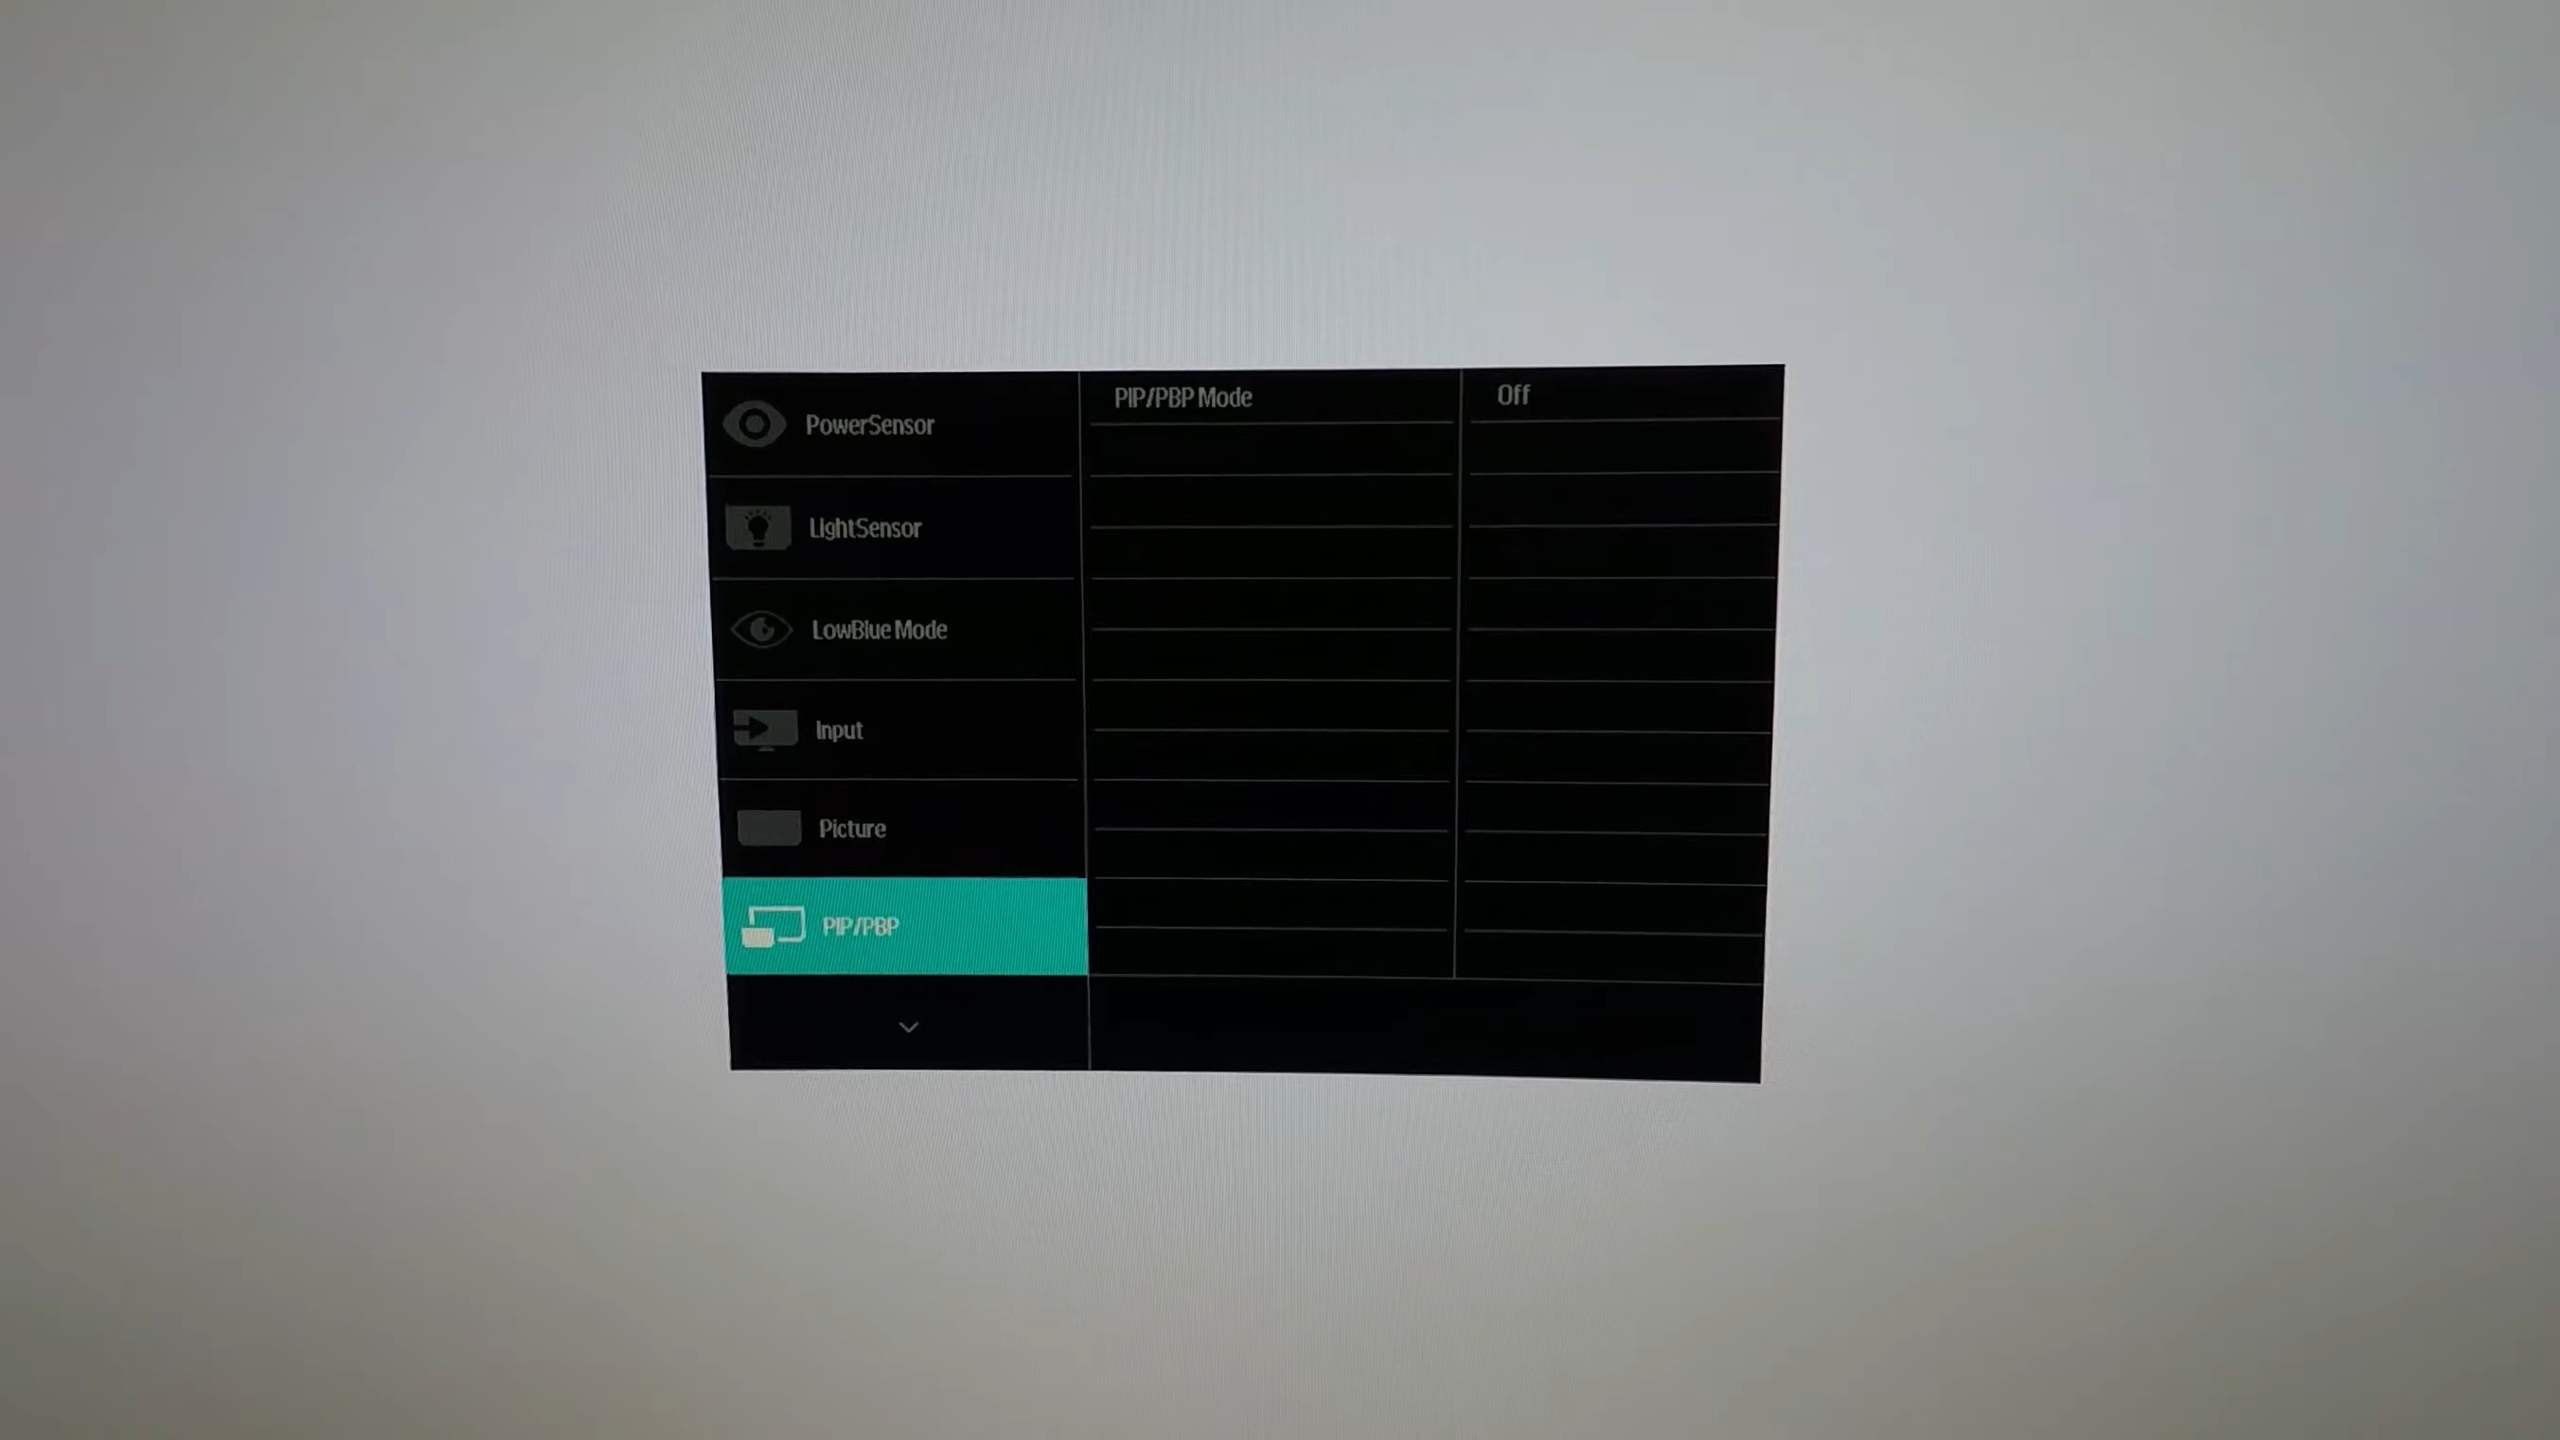 PowerSensor
LightSensor
LowBlue Mode
Input
Picture
PIP/PBP
PIP/PBP Mode
Off